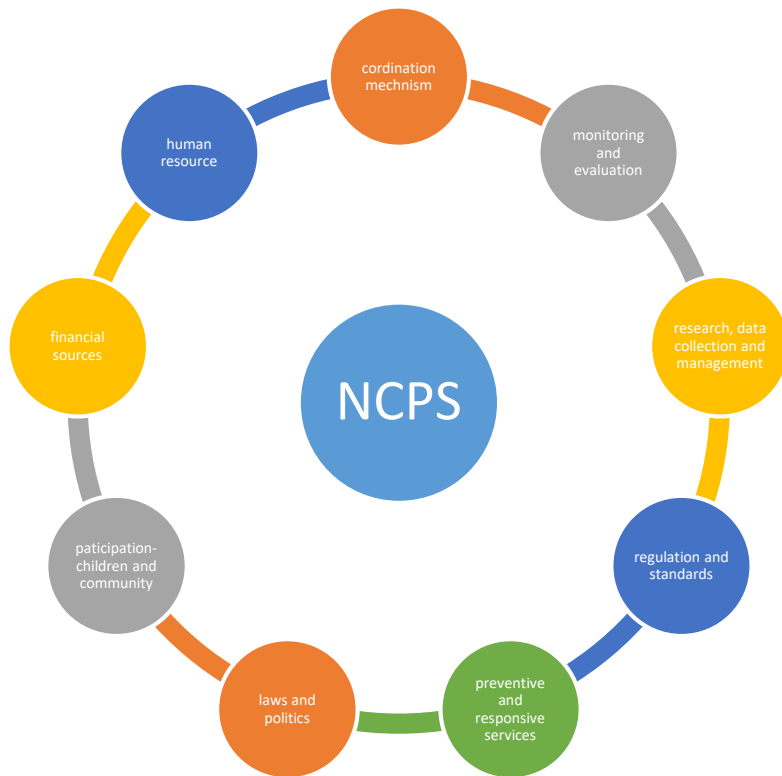 cordination
mechnism
monitoring
and
evaluation
research, data
collection and
management
regulation and
standards
preventive
and
responsive
services
laws and
politics
paticipation-
children and
community
financial
sources
human
resource
NCPS